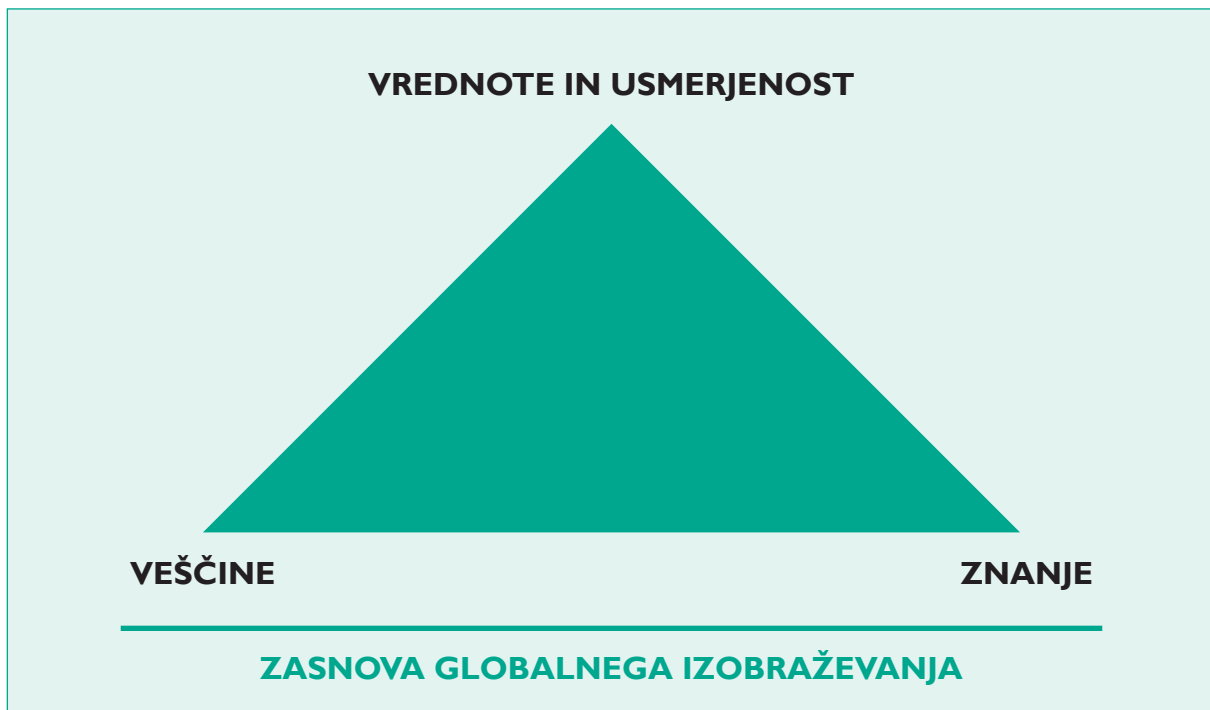 VREDNOTE IN USMERJENOST
VEŠČINE
ZNANJE
ZASNOVA GLOBALNEGA IZOBRAŽEVANJA